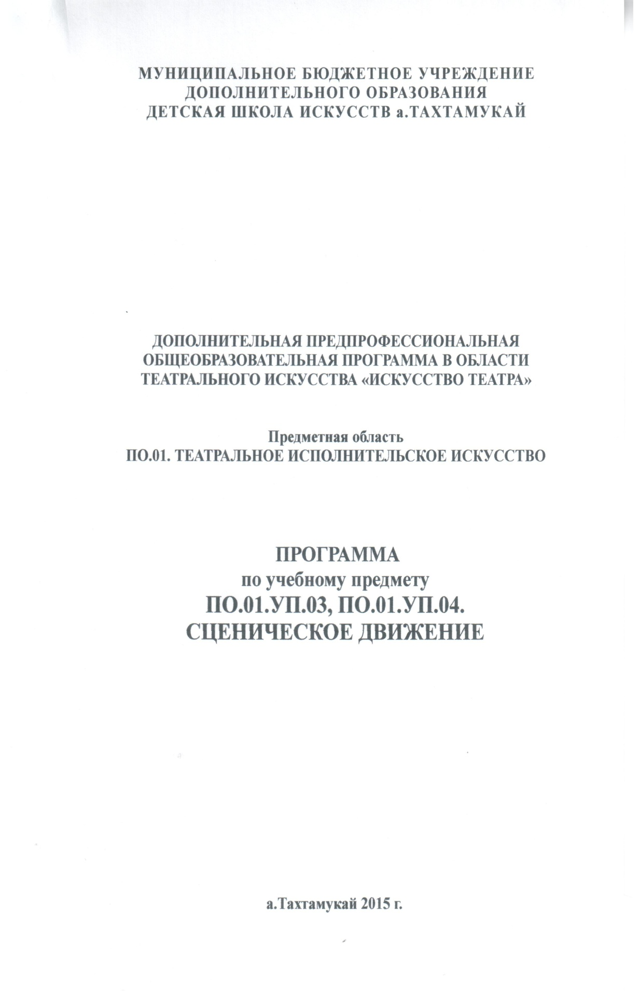 МУНИЦИПАЛЬНОЕ БЮДЖЕТНОЕ УЧРЕЖДЕНИЕ
ДОПОЛНИТЕЛЬНОГО ОБРАЗОВАНИЯ
ДЕТСКАЯ ШКОЛА ИСКУССТВ а.ТАХТАМУКАЙ
ДОПОЛНИТЕЛЬНАЯ ПРЕДПРОФЕССИОНАЛЬНАЯ
ОБЩЕОБРАЗОВАТЕЛЬНАЯ ПРОГРАММА В ОБЛАСТИ
ТЕАТРАЛЬНОГО ИСКУССТВА «ИСКУССТВО ТЕАТРА»
Предметная область
ПО.01. ТЕАТРАЛЬНОЕ ИСПОЛНИТЕЛЬСКОЕ ИСКУССТВО
ПРОГРАММА
по учебному предмету
ПО.01.УП.03, ПО.01.УП.04.
СЦЕНИЧЕСКОЕ ДВИЖЕНИЕ
а.Тахтамукай 2015 г.